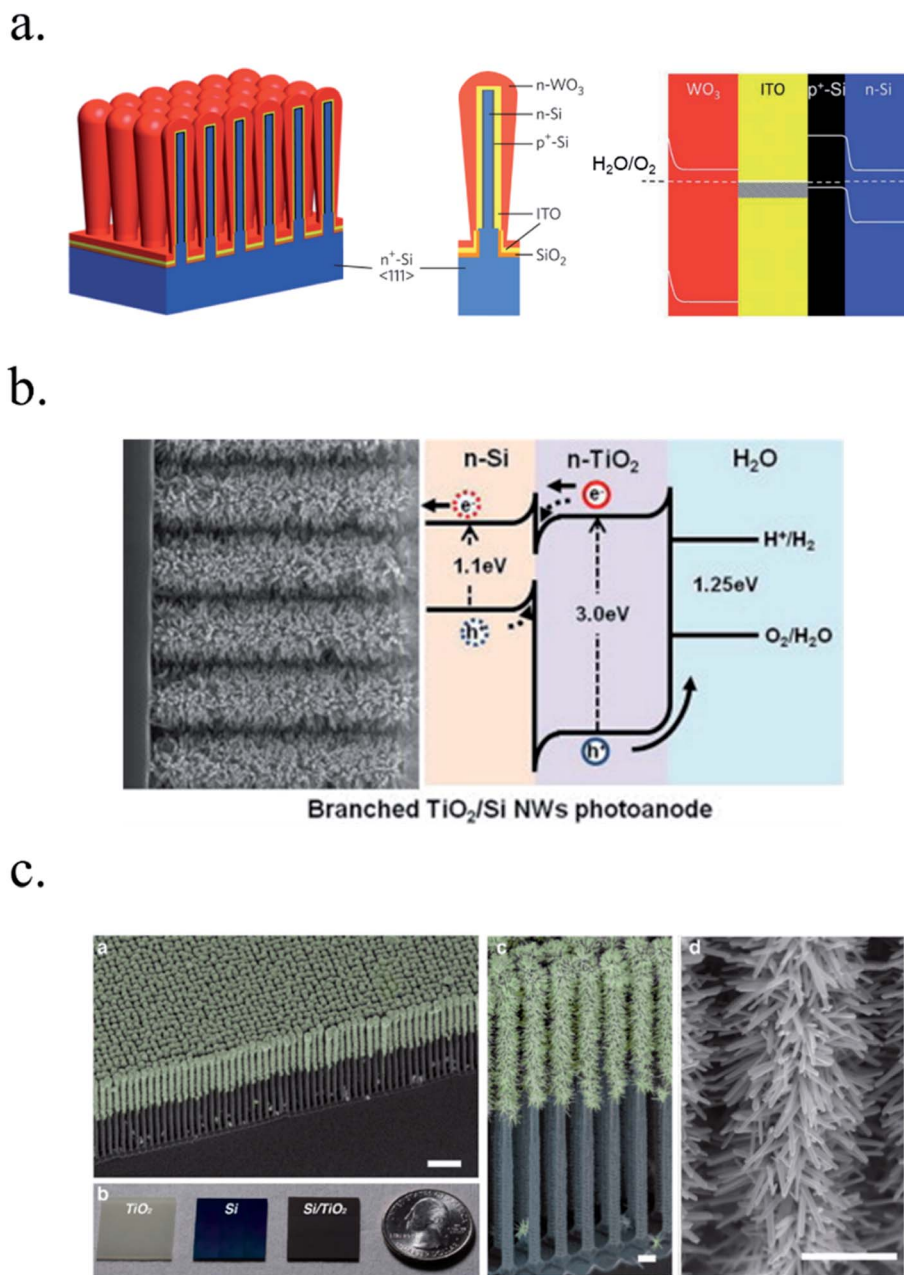 a.
n-WO₃
n-Si
p⁺-Si
ITO
SiO₂
n⁺-Si
<111>
WO₃ ITO p⁺-Si n-Si
H₂O/O₂
b.
n-Si n-TiO₂ H₂O
e⁻ e⁻
H⁺/H₂
1.1eV 1.25eV
3.0eV
O₂/H₂O
h⁺
h⁺
Branched TiO₂/Si NWs photoanode
c.
a c d
b
TiO₂ Si Si/TiO₂